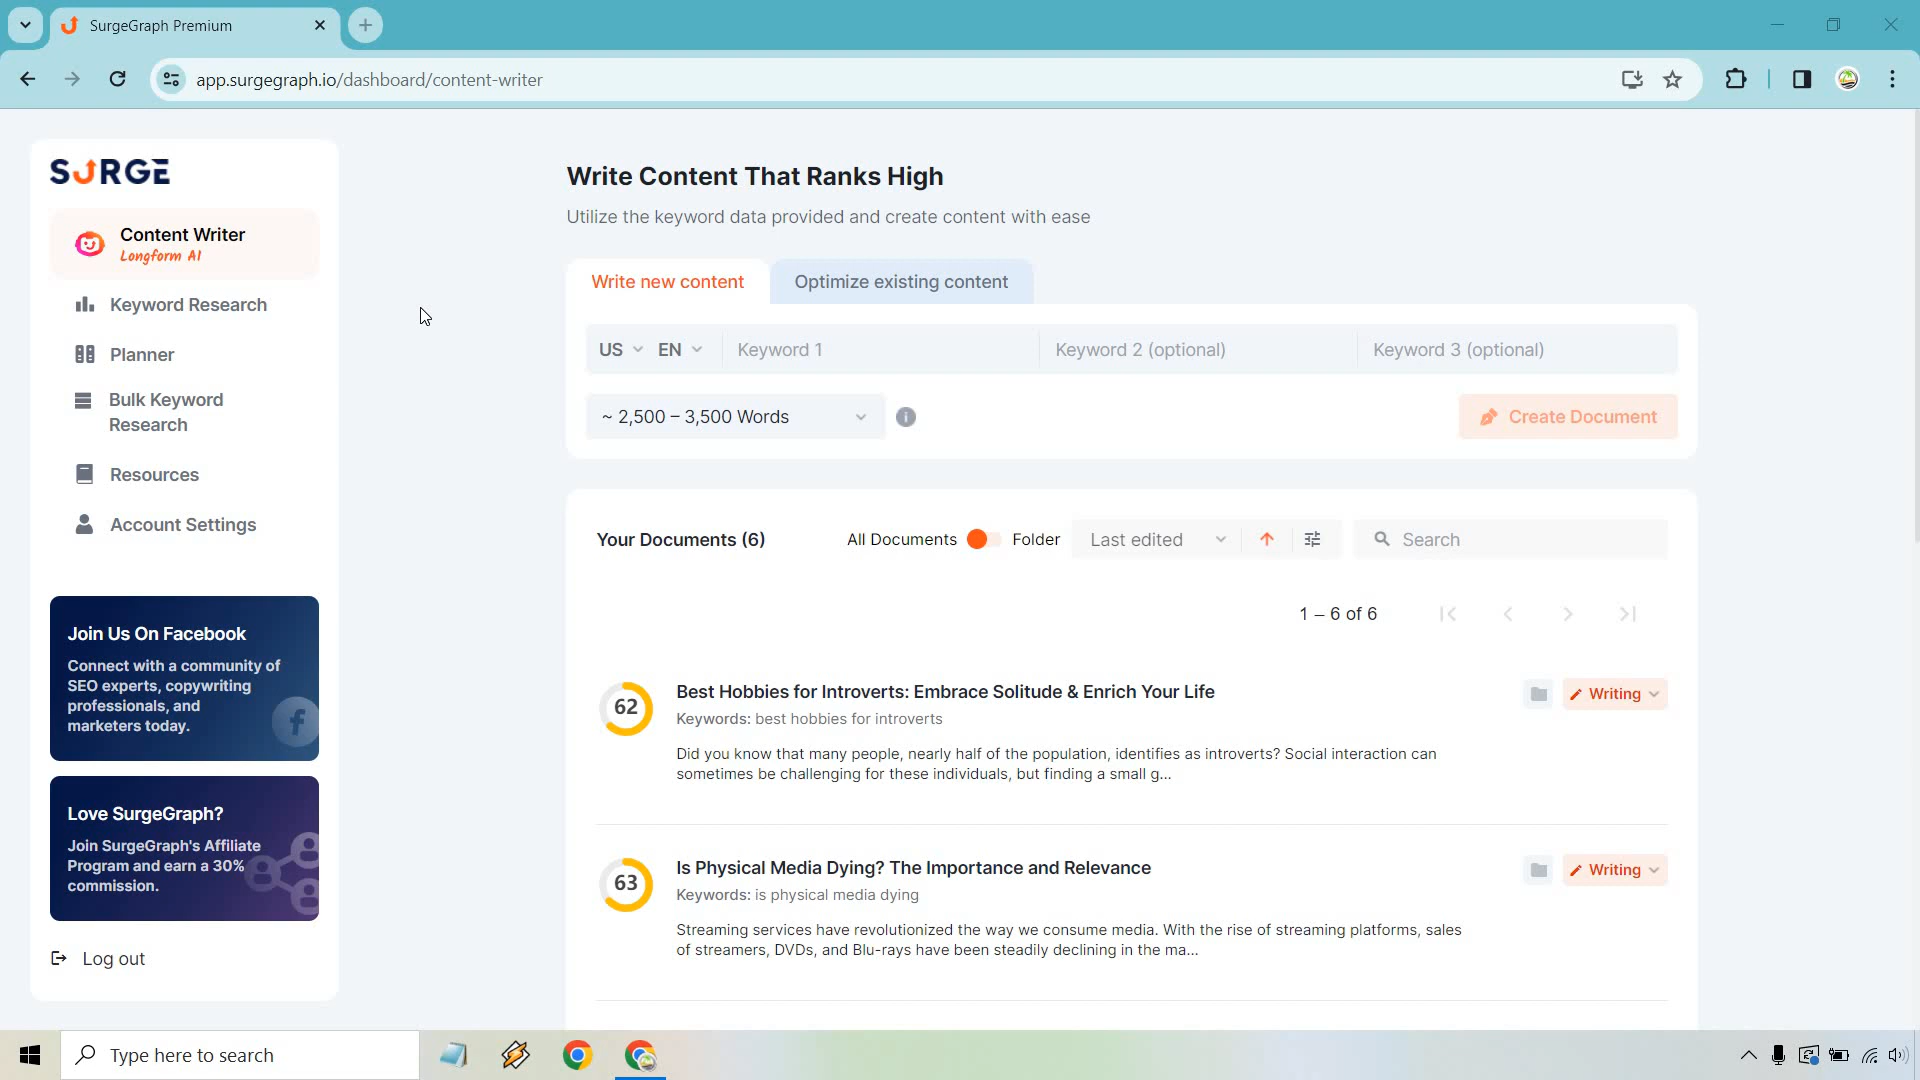 SurgeGraph Premium
app.surgegraph.io/dashboard/content-writer
SURGE
Content Writer
Longform AI
Keyword Research
Planner
Bulk Keyword
Research
Resources
Account Settings
Join Us On Facebook
Connect with a community of
SEO experts, copywriting
professionals, and
marketers today.
Love SurgeGraph?
Join SurgeGraph's Affiliate
Program and earn a 30%
commission.
Log out
Write Content That Ranks High
Utilize the keyword data provided and create content with ease
Write new content Optimize existing content
US EN Keyword 1 Keyword 2 (optional) Keyword 3 (optional)
~ 2,500 – 3,500 Words Create Document
Your Documents (6) All Documents Folder Last edited Search
1 – 6 of 6
62 Best Hobbies for Introverts: Embrace Solitude & Enrich Your Life Writing
Keywords: best hobbies for introverts
Did you know that many people, nearly half of the population, identifies as introverts? Social interaction can
sometimes be challenging for these individuals, but finding a small g...
63 Is Physical Media Dying? The Importance and Relevance Writing
Keywords: is physical media dying
Streaming services have revolutionized the way we consume media. With the rise of streaming platforms, sales
of streamers, DVDs, and Blu-rays have been steadily declining in the ma...
Type here to search